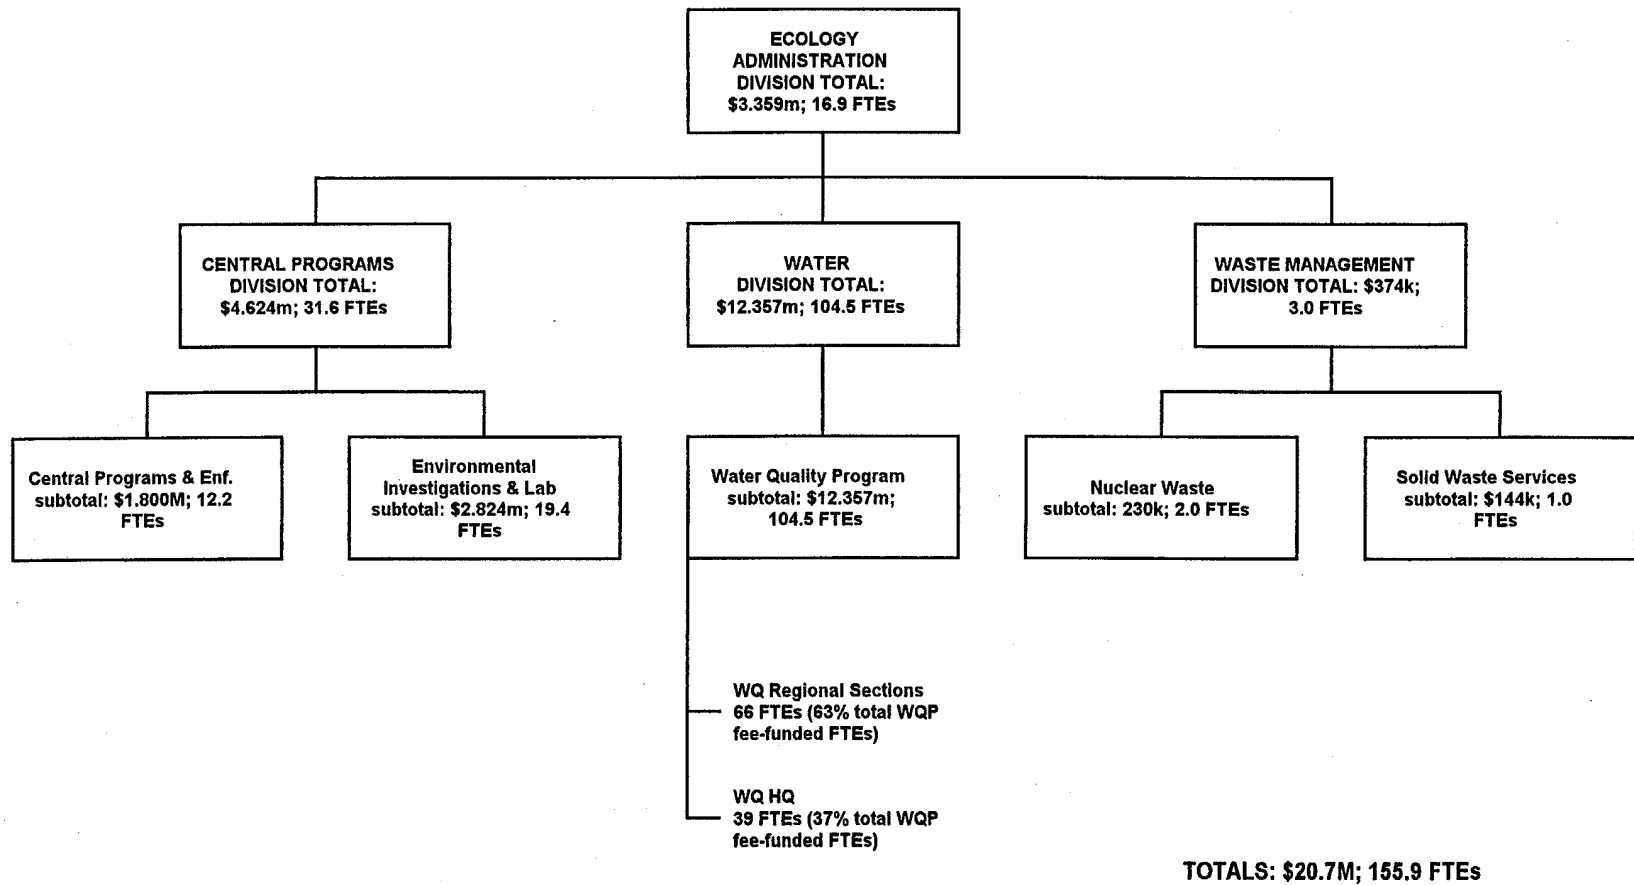 ECOLOGY
ADMINISTRATION
DIVISION TOTAL:
$3.359m; 16.9 FTEs
CENTRAL PROGRAMS
DIVISION TOTAL:
$4.624m; 31.6 FTEs
WATER
DIVISION TOTAL:
$12.357m; 104.5 FTEs
WASTE MANAGEMENT
DIVISION TOTAL: $374k;
3.0 FTEs
Central Programs & Enf.
subtotal: $1.800M; 12.2
FTEs
Environmental
Investigations & Lab
subtotal: $2.824m; 19.4
FTEs
Water Quality Program
subtotal: $12.357m;
104.5 FTEs
Nuclear Waste
subtotal: 230k; 2.0 FTEs
Solid Waste Services
subtotal: $144k; 1.0
FTEs
WQ Regional Sections
66 FTEs (63% total WQP
fee-funded FTEs)
WQ HQ
39 FTEs (37% total WQP
fee-funded FTEs)
TOTALS: $20.7M; 155.9 FTEs